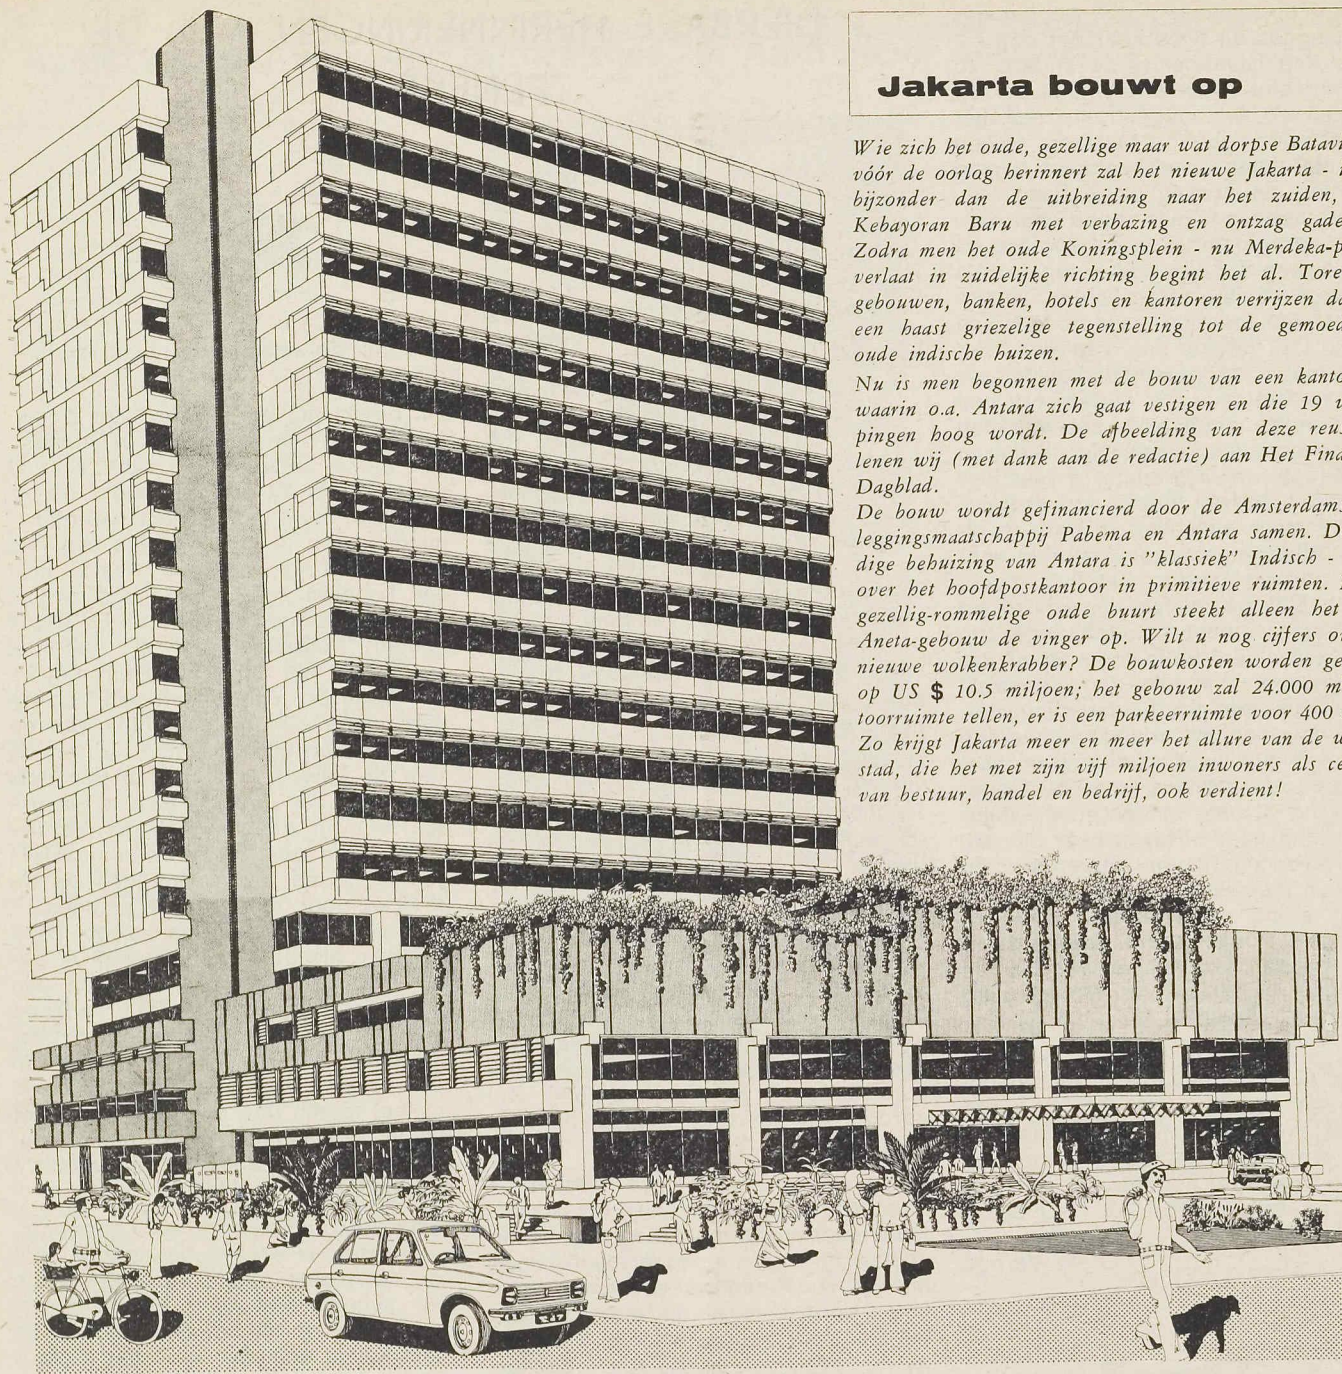 Jakarta bouwt op
Wie zich het oude, gezellige maar wat dorpse Batavi
vóór de oorlog herinnert zal het nieuwe Jakarta -
bijzonder dan de uitbreiding naar het zuiden,
Kebayoran Baru met verbazing en ontzag gade
Zodra men het oude Koningsplein - nu Merdeka-p
verlaat in zuidelijke richting begint het al. Tore
gebouwen, banken, hotels en kantoren verrijzen da
een haast griezelige tegenstelling tot de gemoed
oude indische huizen.
Nu is men begonnen met de bouw van een kanto
waarin o.a. Antara zich gaat vestigen en die 19 v
pingen hoog wordt. De afbeelding van deze reu
lenen wij (met dank aan de redactie) aan Het Fina
Dagblad.
De bouw wordt gefinancierd door de Amsterdam
leggingsmaatschappij Pabema en Antara samen. D
dige behuizing van Antara is "klassiek" Indisch -
over het hoofdpostkantoor in primitieve ruimten.
gezellig-rommelige oude buurt steekt alleen het
Aneta-gebouw de vinger op. Wilt u nog cijfers o
nieuwe wolkenkrabber? De bouwkosten worden ge
op US $ 10.5 miljoen; het gebouw zal 24.000 m
toorruimte tellen, er is een parkeerruimte voor 400
Zo krijgt Jakarta meer en meer het allure van de w
stad, die het met zijn vijf miljoen inwoners als ce
van bestuur, handel en bedrijf, ook verdient!